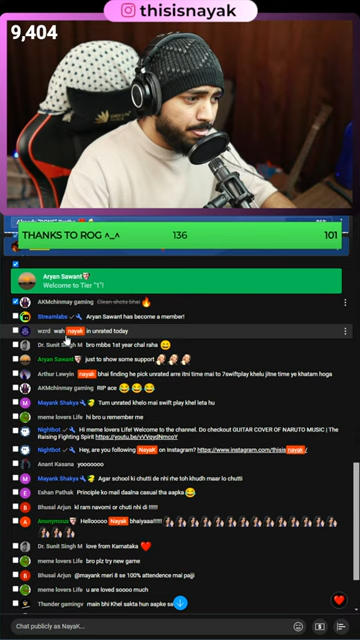 thisisnayak
9,404
THANKS TO ROG ^_^ 136 101
Aryan Sawant
Welcome to Tier "1"!
AKMchinmay gaming Clean shots bhai
Streamlabs Aryan Sawant has become a member!
wzrd wah nayak in unrated today
Dr. Sunit Singh M bro mbbs 1st year chal raha
Aryan Sawant just to show some support
Arthur Lewyin nayak bhai finding he pick unrated arre itni time mai to 7swiftplay khelu jitne time ye khatam hoga
AKMchinmay gaming RIP ace
Mayank Shakya Tum unrated khelo mai swift play khel leta hu
meme lovers Life hi bro u remember me
Nightbot Hi meme lovers Life! Welcome to the channel. Do checkout GUITAR COVER OF NARUTO MUSIC | The
Raising Fighting Spirit https://youtu.be/vVVoydNmcoY
Nightbot Hey, are you following NayaK on Instagram? https://www.instagram.com/thisisnayak/
Anant Kasana yooooooo
Mayank Shakya Agar school ki chutti de nhi rhe toh khudh maar lo chutti
Eshan Pathak Principle ko mail daalna casual tha aapka
Bhusal Arjun kl ram navomi ar chuti nhi di !!!!!!
Anonymuss Helloooo Nayak bhaiyaaa!!!!!
Dr. Sunit Singh M love from Karnataka
meme lovers Life bro plz try new game
Bhusal Arjun @mayank meri 8 se 100% attendence mai pajji
meme lovers Life u are loved soooo much
Thunder gamingv main bhi Khel sakta hun aapke sa
Chat publicly as NayaK...